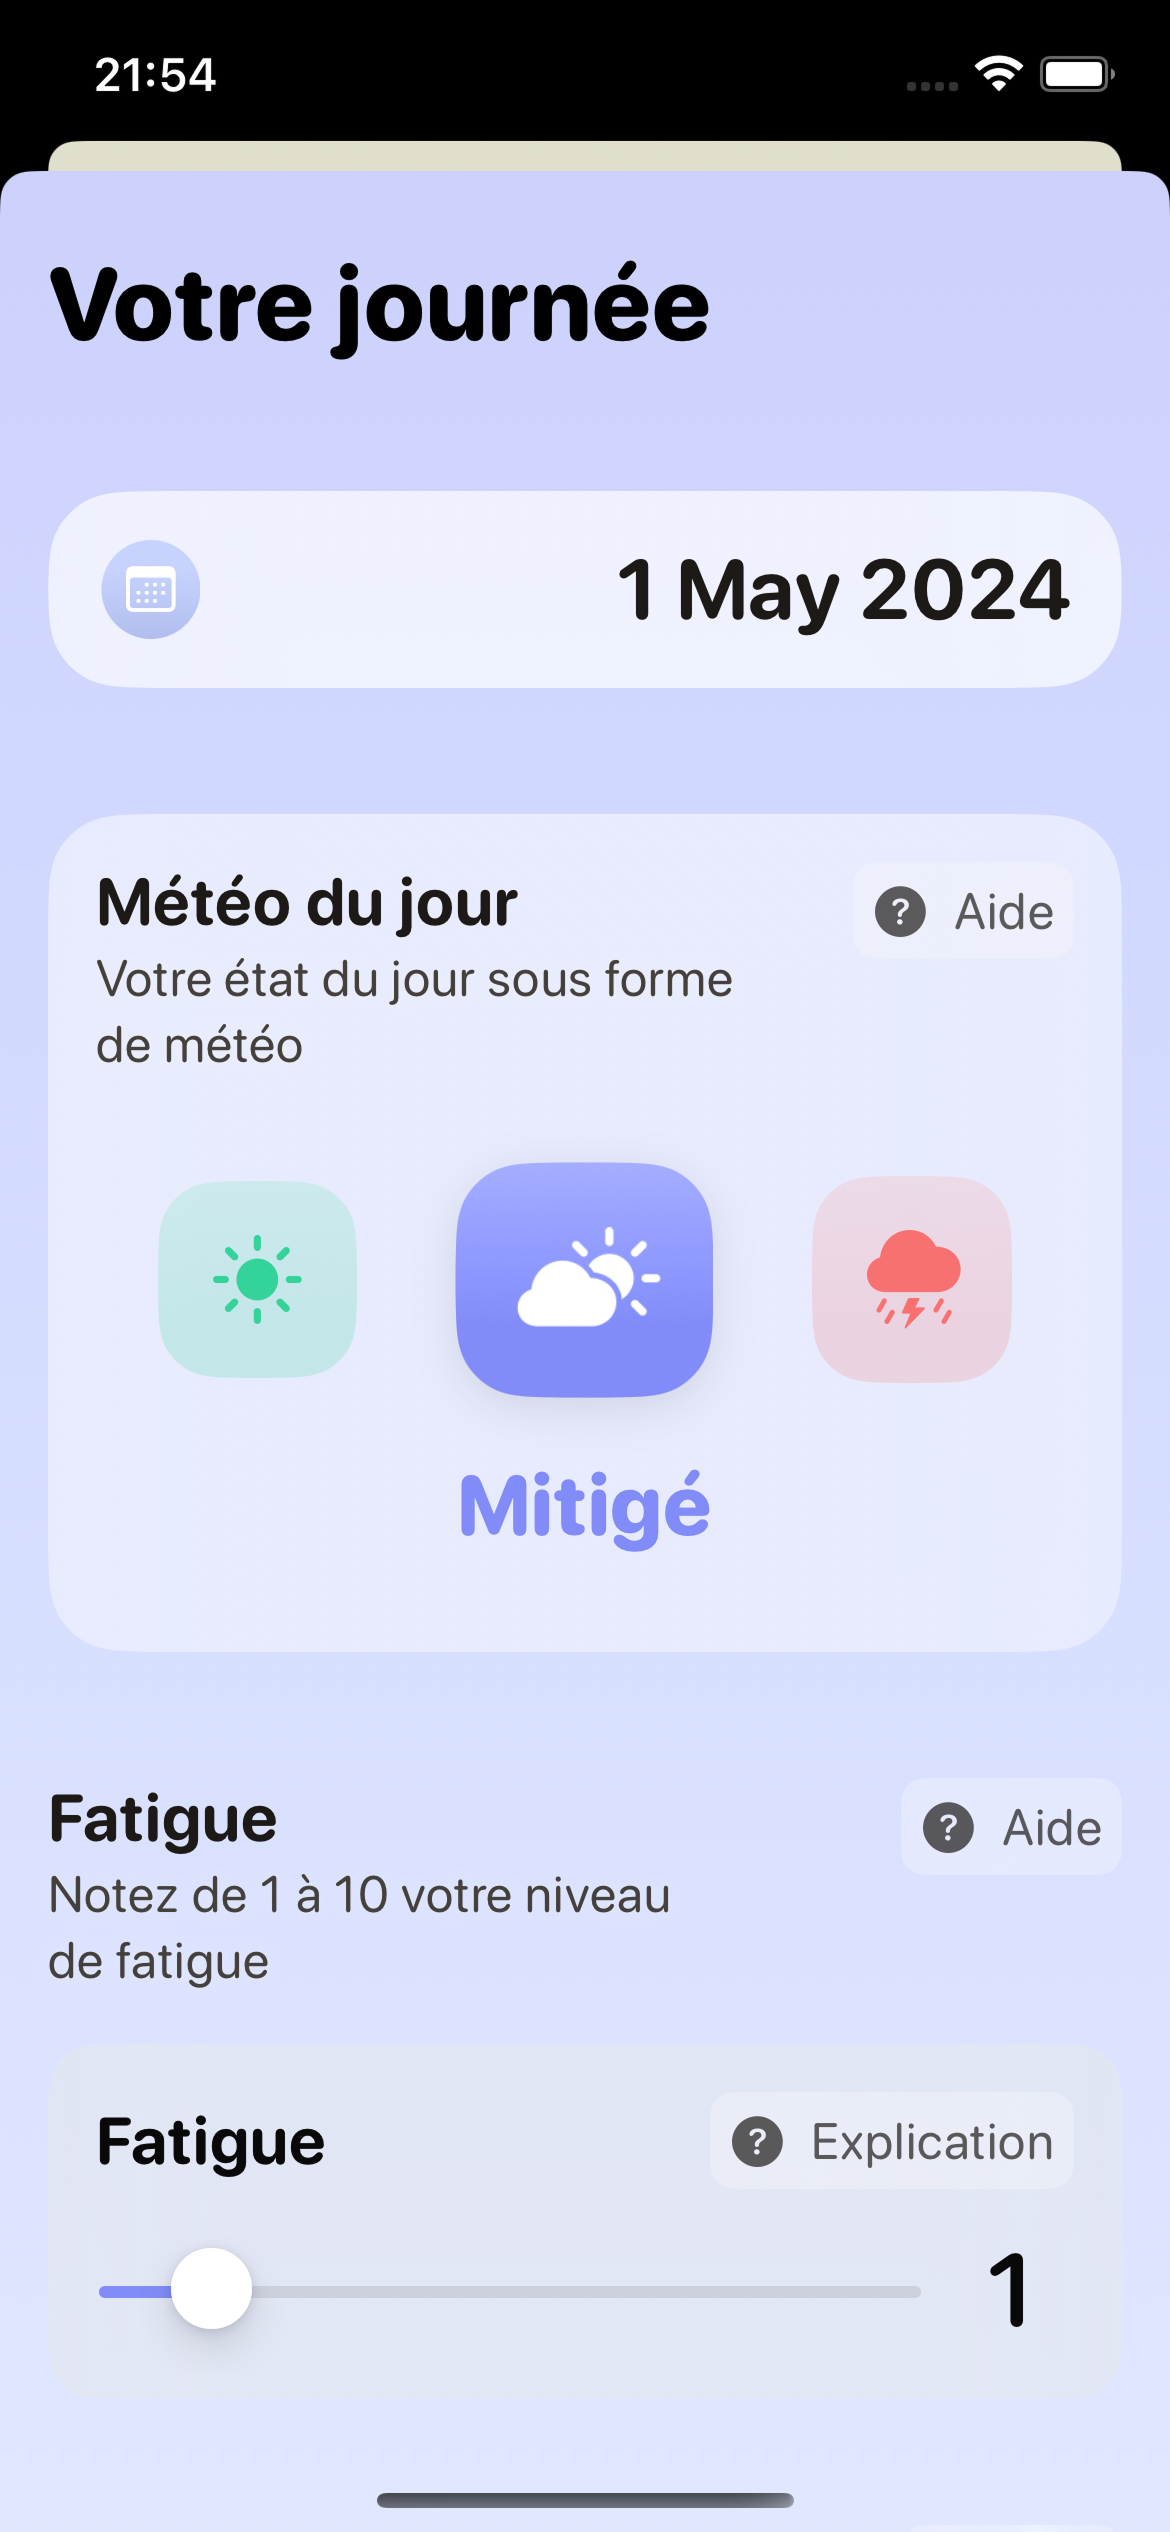 21:54
Votre journée
1 May 2024
Météo du jour
? Aide
Votre état du jour sous forme
de météo
Mitigé
Fatigue
? Aide
Notez de 1 à 10 votre niveau
de fatigue
Fatigue
? Explication
1